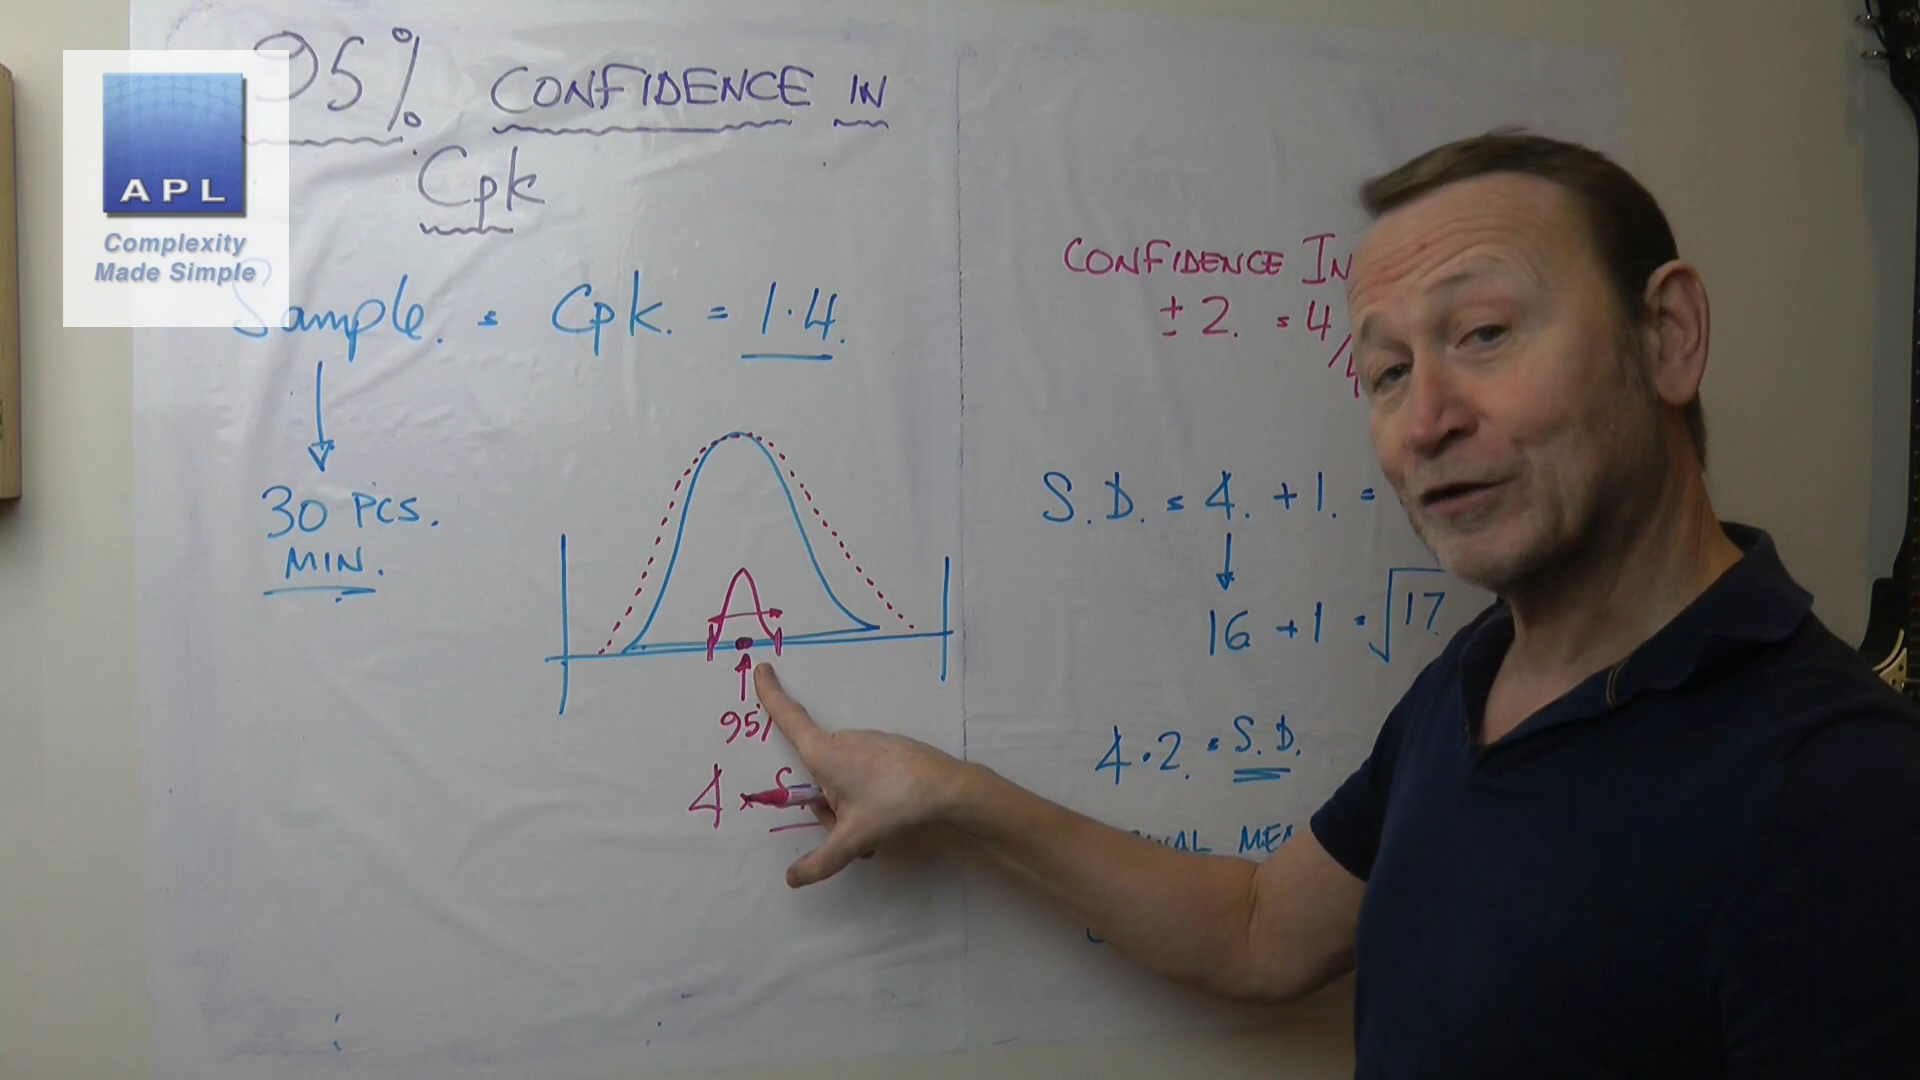 95% CONFIDENCE IN
Cpk
APL
Complexity
Made Simple
Sample = Cpk. = 1.4.
30 PCS.
MIN.
95%
4 ×
CONFIDENCE IN
± 2. = 4/4
S.D. = 4. + 1. =
16 + 1 = √17
4.2. = S.D.